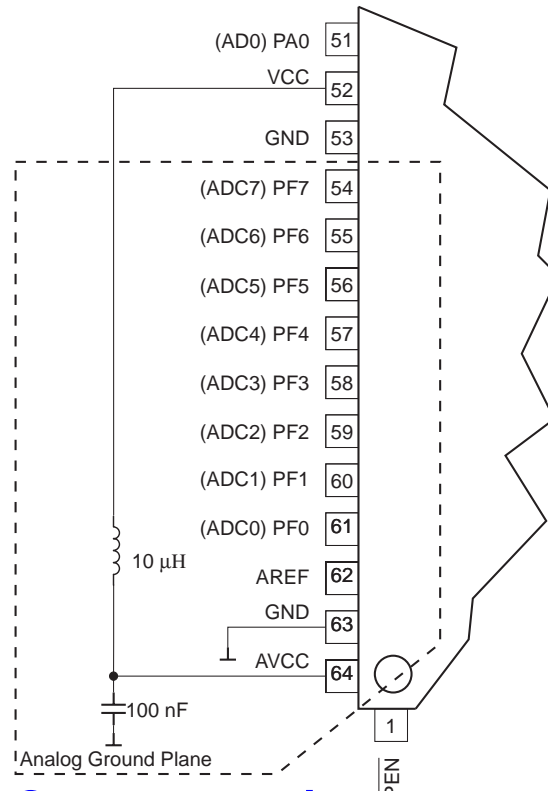 (AD0) PA0 51
VCC 52
GND 53
(ADC7) PF7 54
(ADC6) PF6 55
(ADC5) PF5 56
(ADC4) PF4 57
(ADC3) PF3 58
(ADC2) PF2 59
(ADC1) PF1 60
(ADC0) PF0 61
10 μH
AREF 62
GND 63
AVCC 64
100 nF
1
Analog Ground Plane
PEN